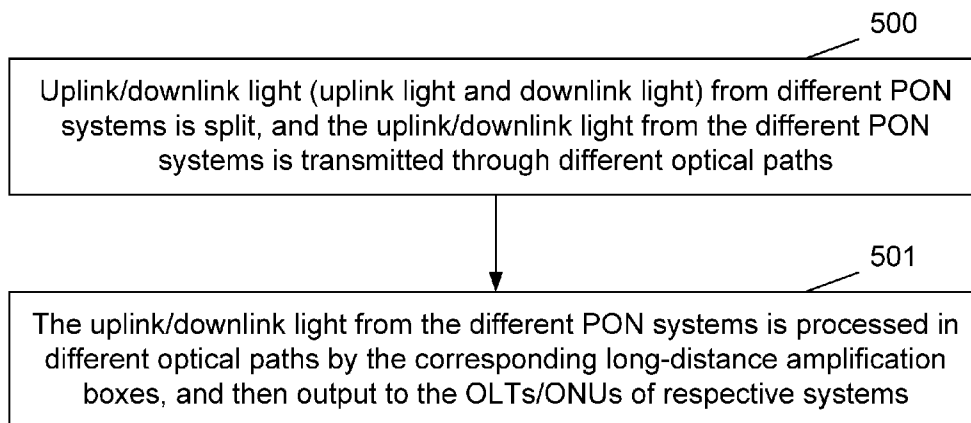 500
Uplink/downlink light (uplink light and downlink light) from different PON
systems is split, and the uplink/downlink light from the different PON
systems is transmitted through different optical paths
501
The uplink/downlink light from the different PON systems is processed in
different optical paths by the corresponding long-distance amplification
boxes, and then output to the OLTs/ONUs of respective systems